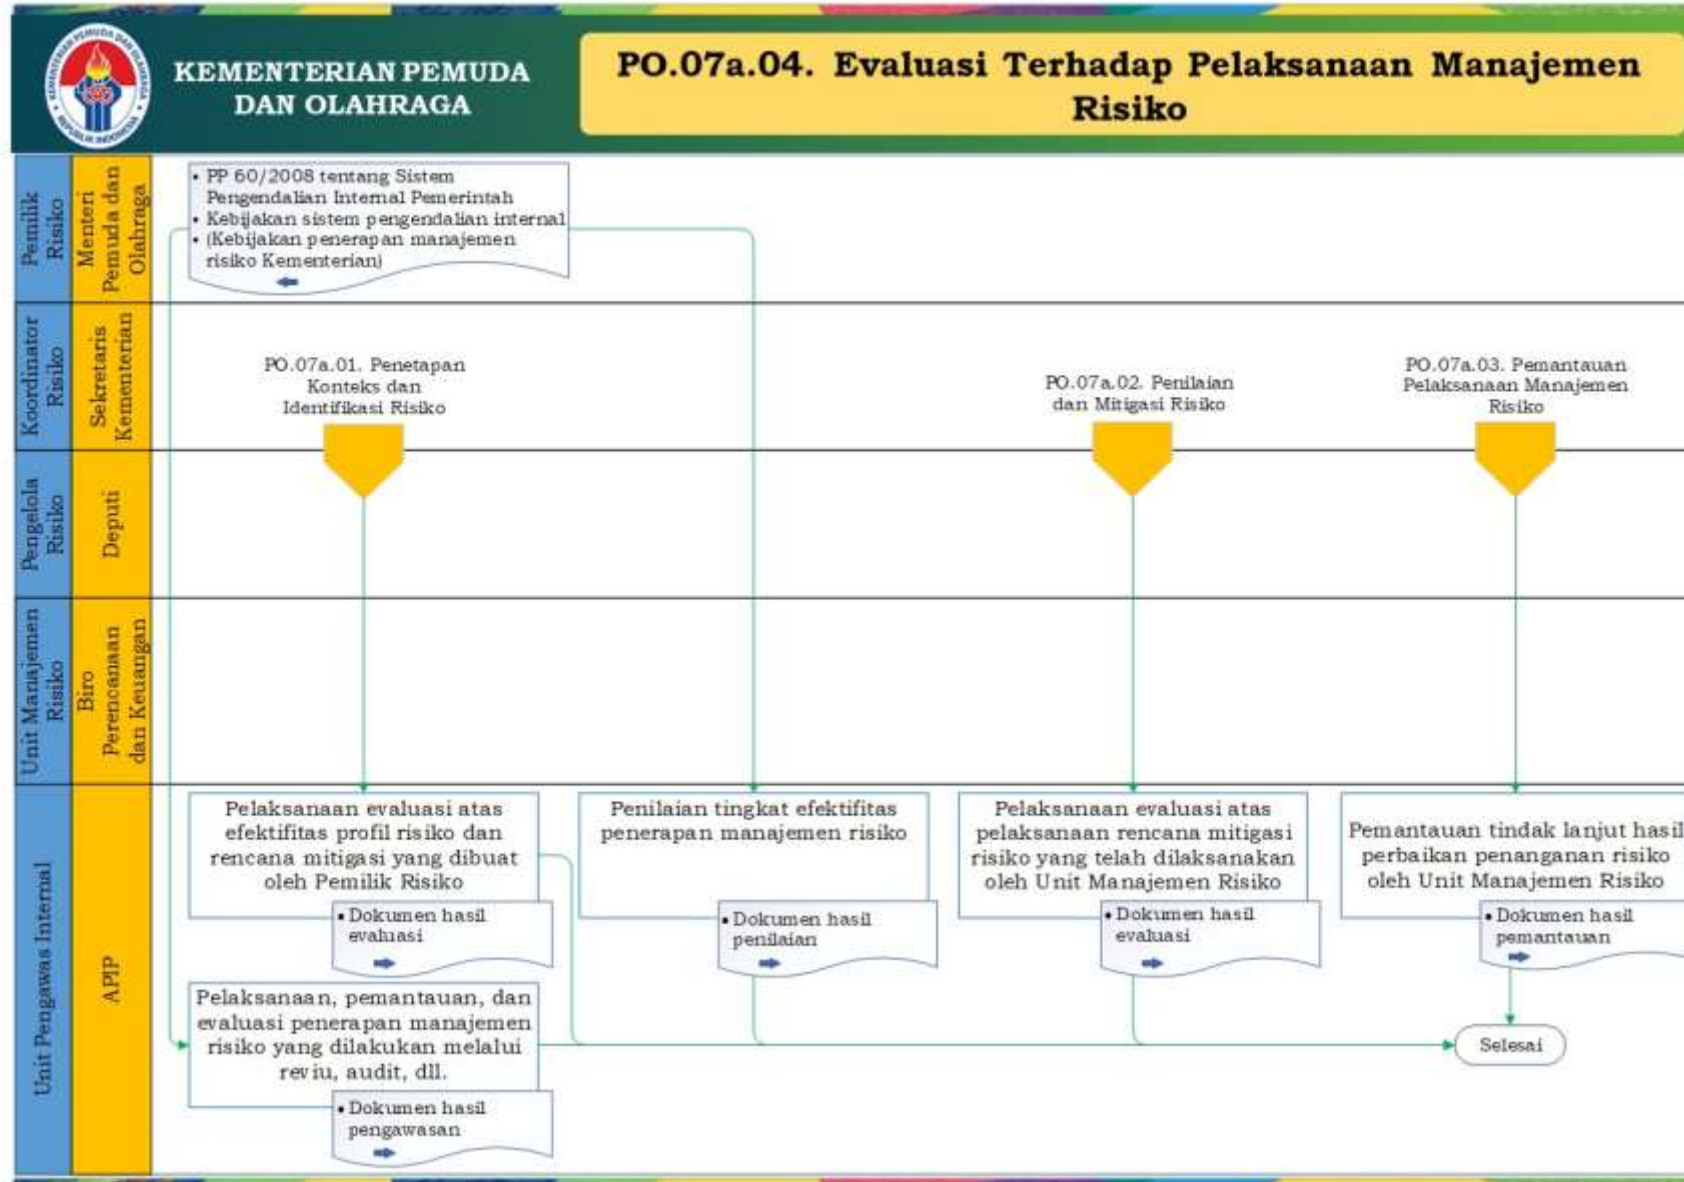 KEMENTERIAN PEMUDA DAN OLAHRAGA
REPUBLIK INDONESIA
KEMENTERIAN PEMUDA
DAN OLAHRAGA
PO.07a.04. Evaluasi Terhadap Pelaksanaan Manajemen
Risiko
Pemilik
Risiko
Menteri
Pemuda dan
Olahraga
• PP 60/2008 tentang Sistem
Pengendalian Internal Pemerintah
• Kebijakan sistem pengendalian internal
• (Kebijakan penerapan manajemen
risiko Kementerian)
Koordinator
Risiko
Sekretaris
Kementerian
PO.07a.01. Penetapan
Konteks dan
Identifikasi Risiko
PO.07a.02. Penilaian
dan Mitigasi Risiko
PO.07a.03. Pemantauan
Pelaksanaan Manajemen
Risiko
Pengelola
Risiko
Deputi
Unit Manajemen
Risiko
Biro
Perencanaan
dan Keuangan
Unit Pengawas Internal
APIP
Pelaksanaan evaluasi atas
efektifitas profil risiko dan
rencana mitigasi yang dibuat
oleh Pemilik Risiko
• Dokumen hasil
evaluasi
Penilaian tingkat efektifitas
penerapan manajemen risiko
• Dokumen hasil
penilaian
Pelaksanaan evaluasi atas
pelaksanaan rencana mitigasi
risiko yang telah dilaksanakan
oleh Unit Manajemen Risiko
• Dokumen hasil
evaluasi
Pemantauan tindak lanjut hasil
perbaikan penanganan risiko
oleh Unit Manajemen Risiko
• Dokumen hasil
pemantauan
Pelaksanaan, pemantauan, dan
evaluasi penerapan manajemen
risiko yang dilakukan melalui
reviu, audit, dll.
• Dokumen hasil
pengawasan
Selesai